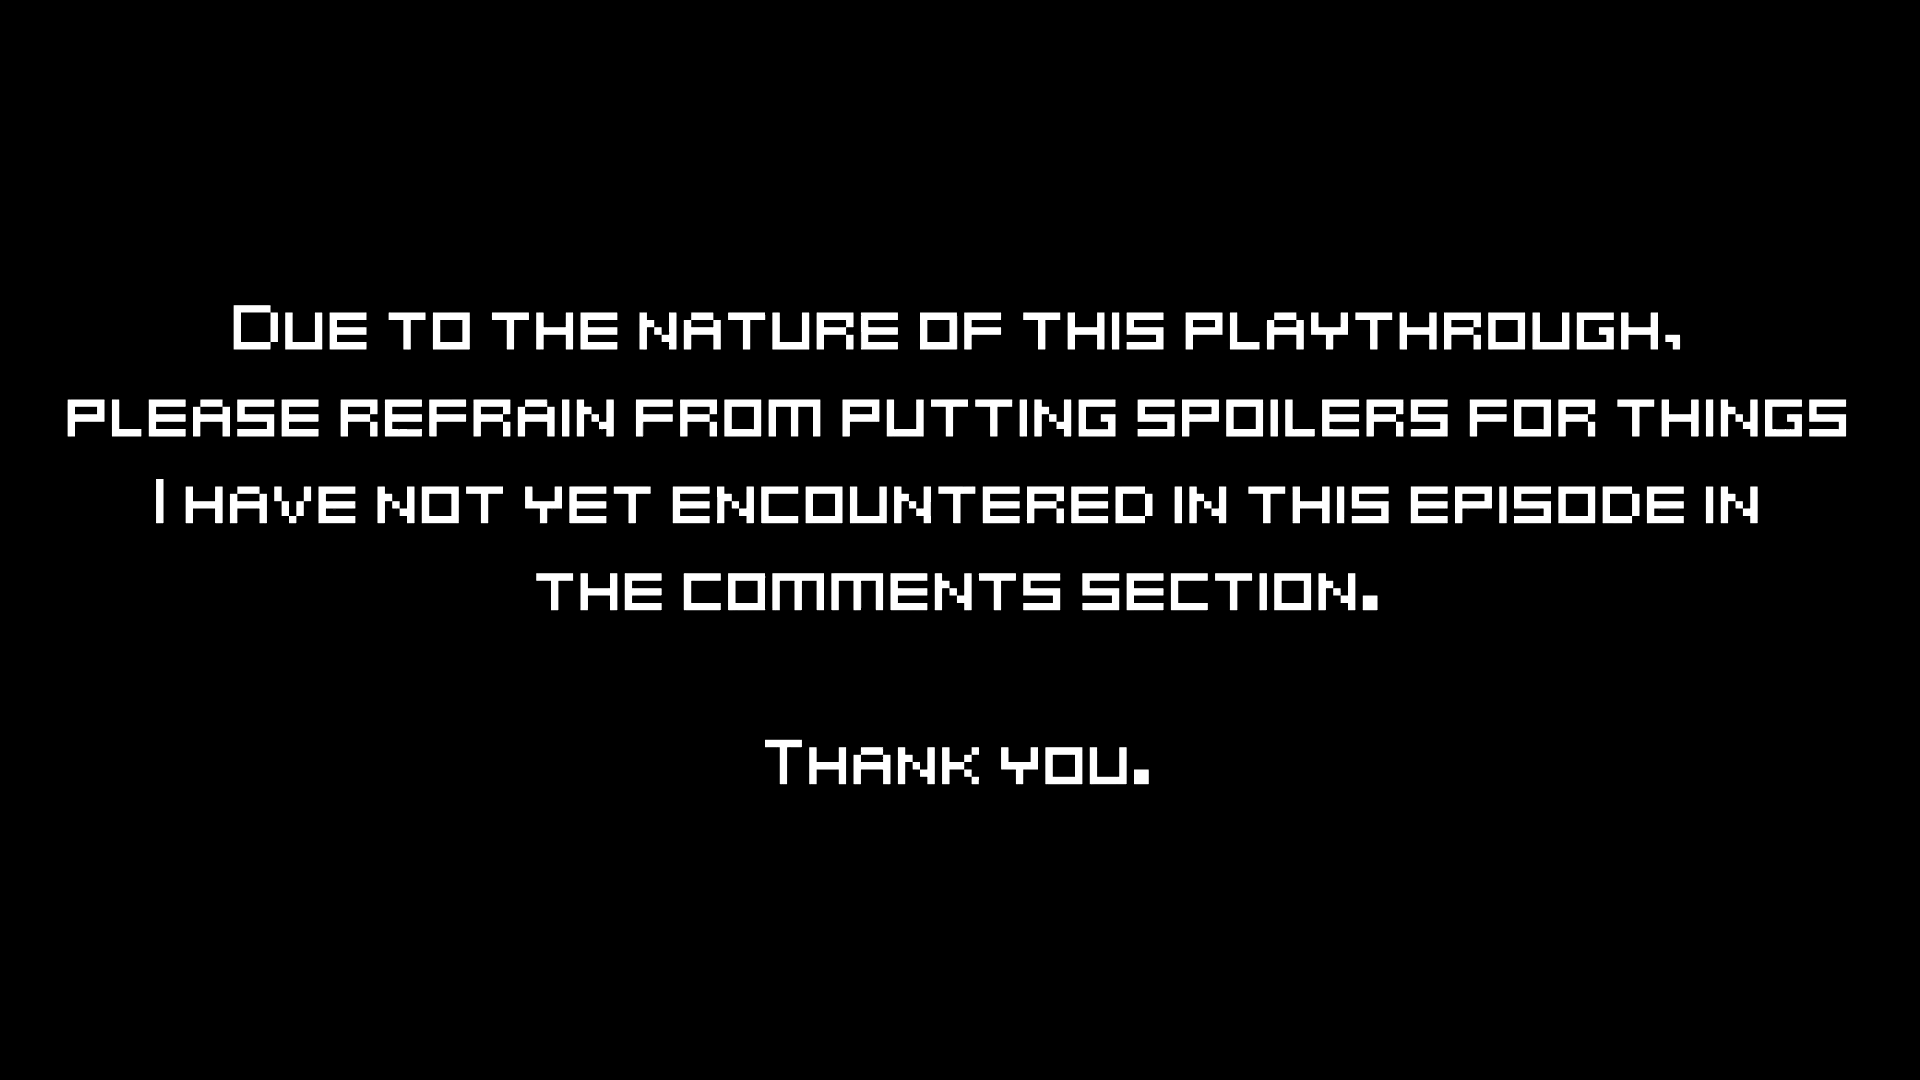 Due to the nature of this playthrough,
please refrain from putting spoilers for things
I have not yet encountered in this episode in
the comments section.
Thank you.